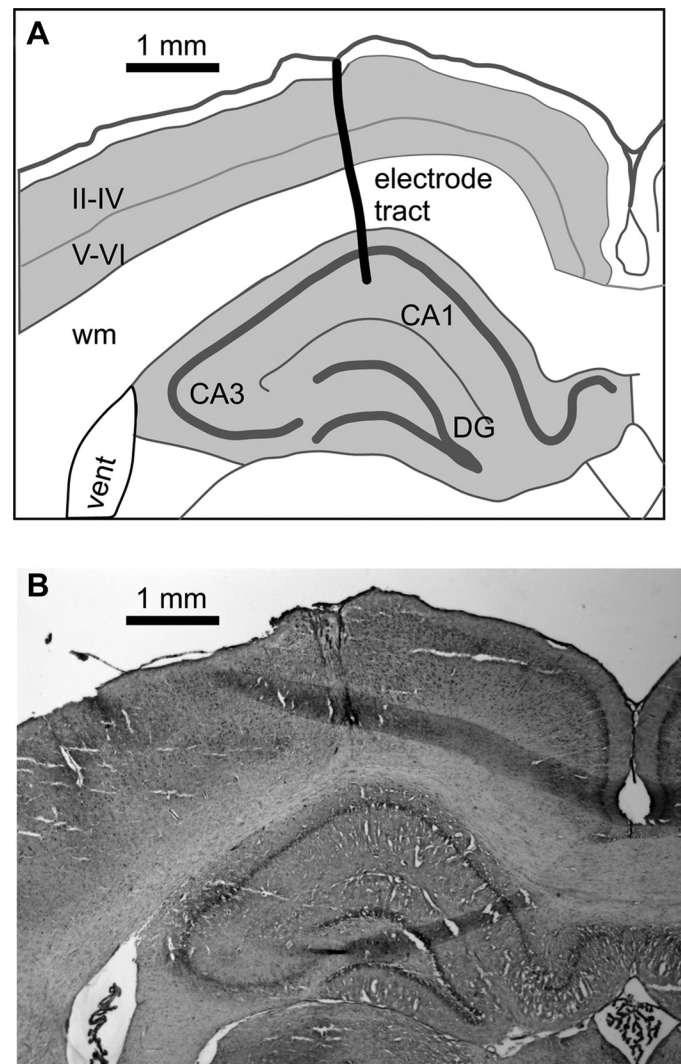 A
1 mm
electrode
tract
II-IV
V-VI
CA1
wm
CA3
DG
vent
B
1 mm